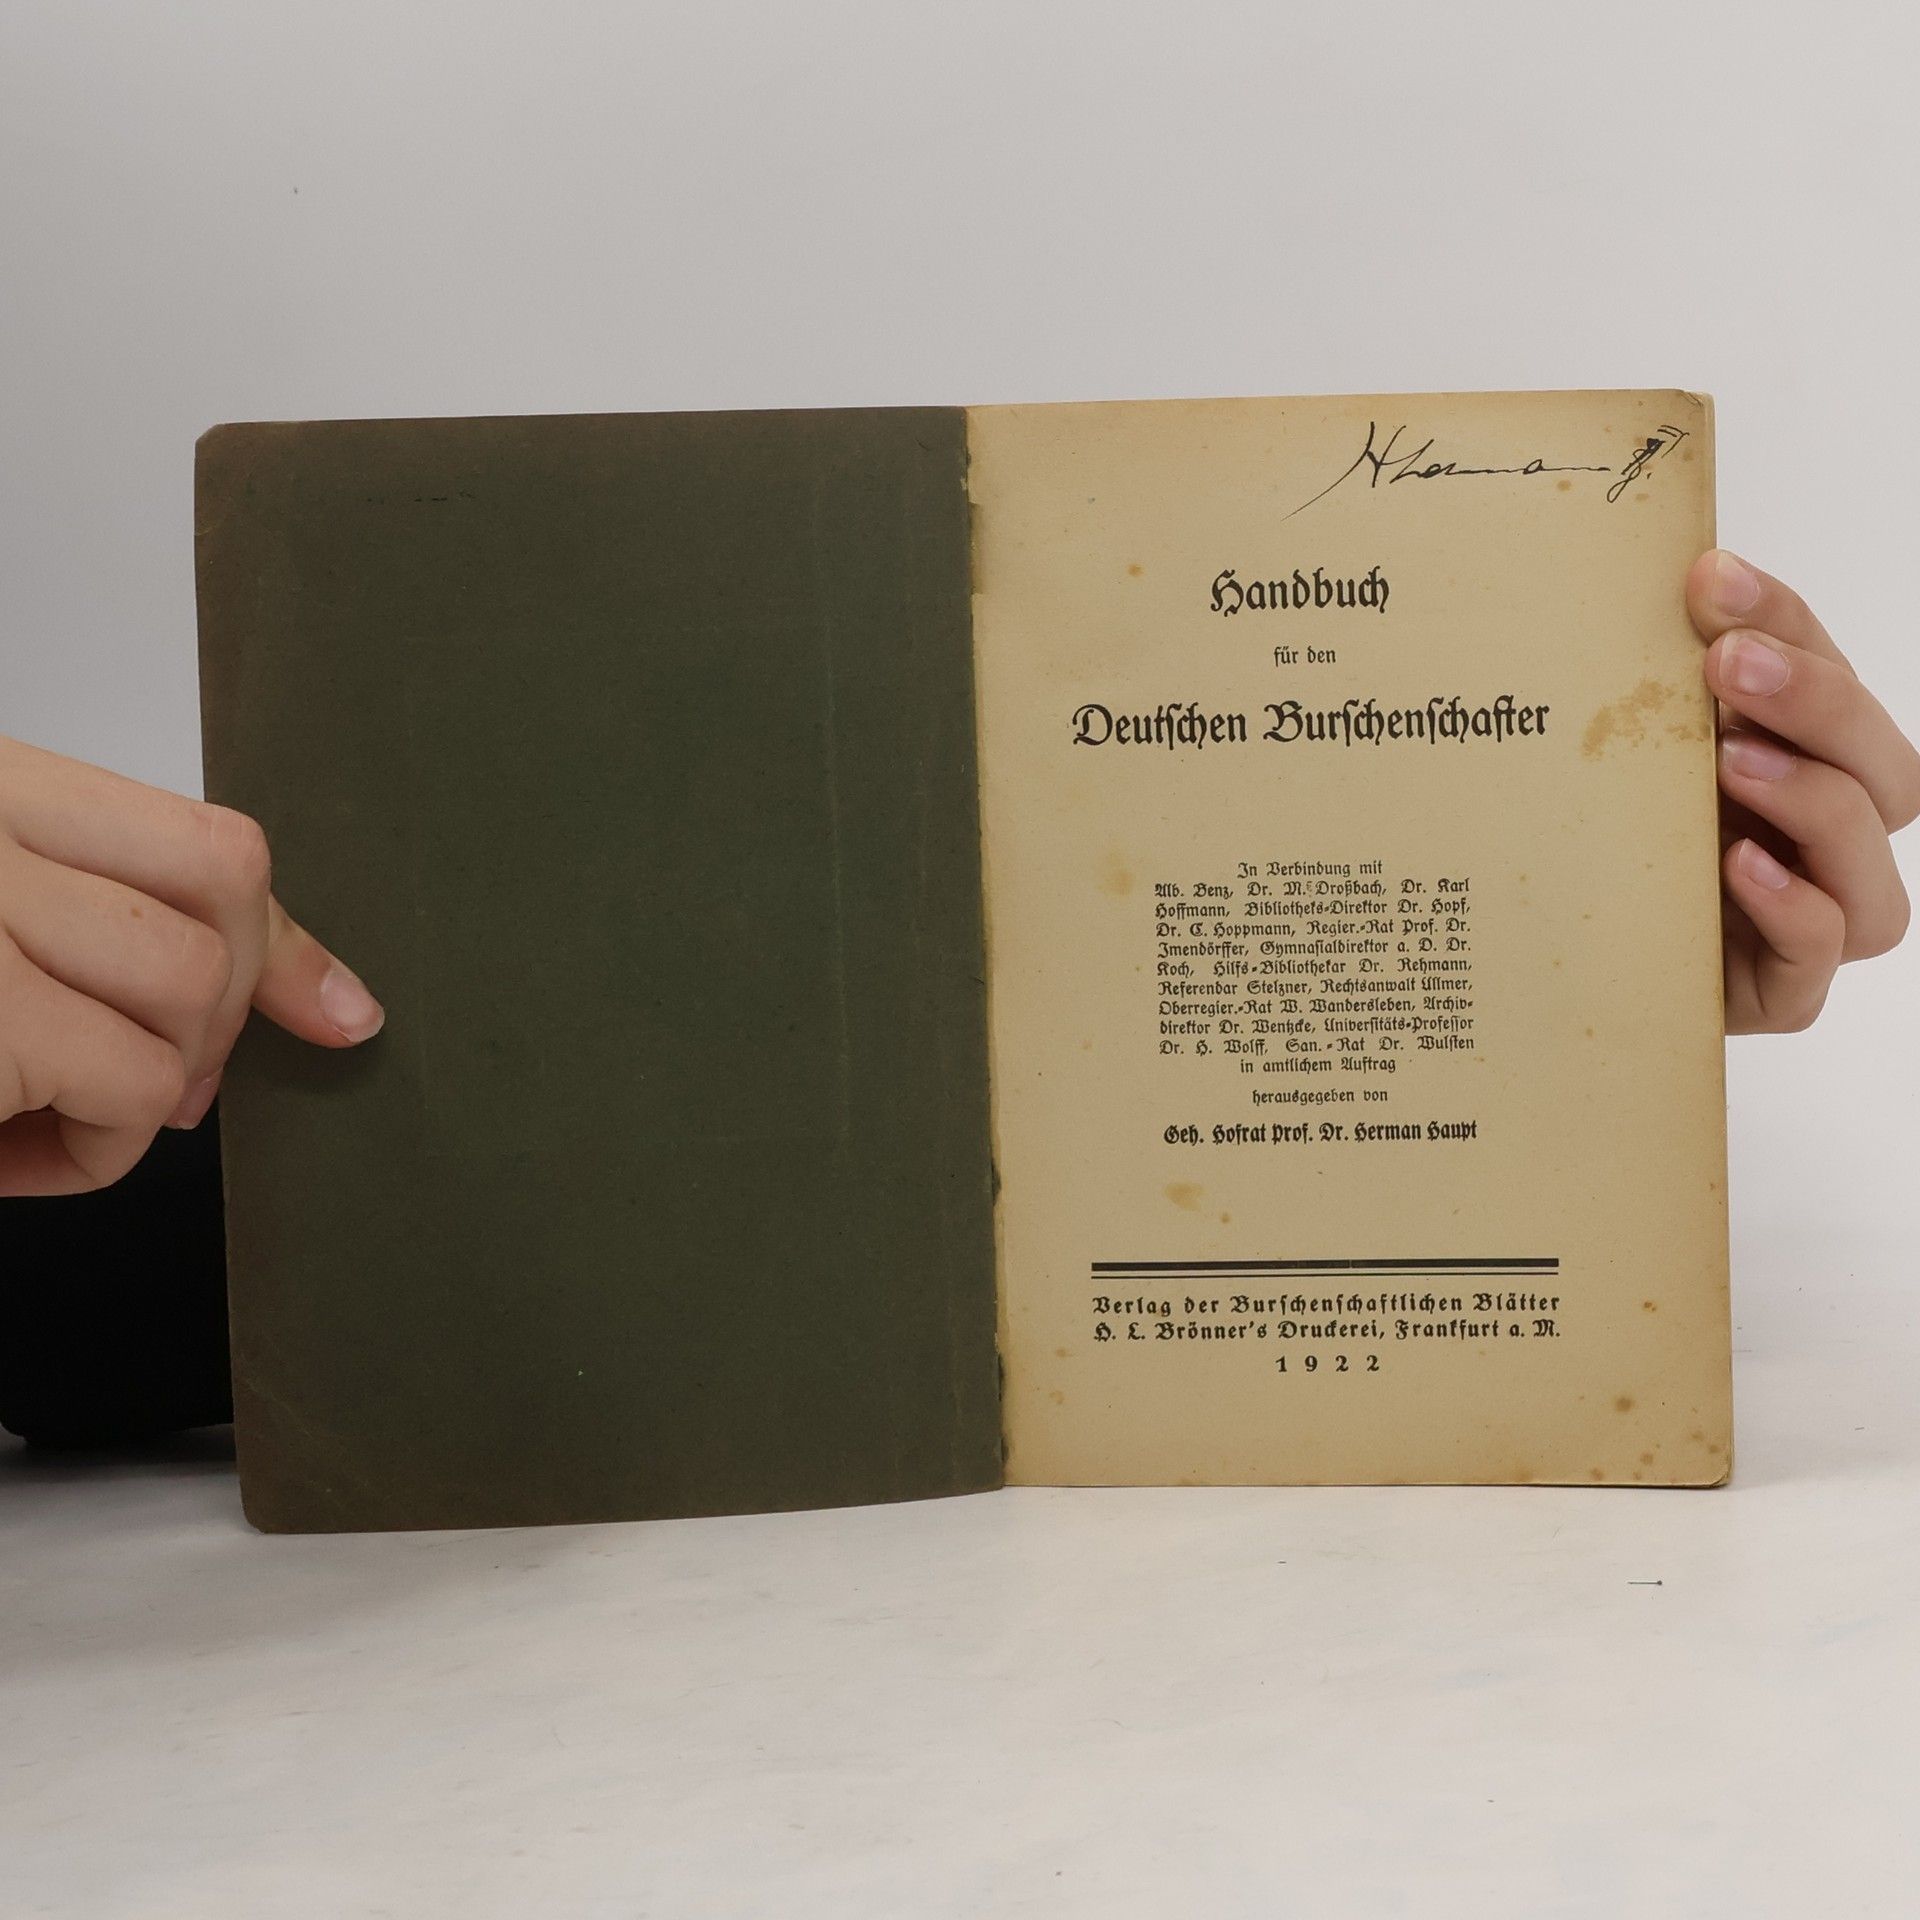 Handbuch
für den
Deutschen Burschenschafter
In Verbindung mit
Alb. Benz, Dr. M. Droßbach, Dr. Karl
Hoffmann, Bibliotheks-Direktor Dr. Hopf,
Dr. C. Hoppmann, Regier.-Rat Prof. Dr.
Imendörffer, Gymnasialdirektor a. D. Dr.
Koch, Hilfs-Bibliothekar Dr. Rehmann,
Referendar Stelzner, Rechtsanwalt Ullmer,
Oberregier.-Rat W. Wandersleben, Archiv-
direktor Dr. Wentzcke, Universitäts-Professor
Dr. H. Wolff, San.-Rat Dr. Wulsten
in amtlichem Auftrag
herausgegeben von
Geh. Hofrat Prof. Dr. Herman Haupt
Verlag der Burschenschaftlichen Blätter
H. L. Brönner's Druckerei, Frankfurt a. M.
1922